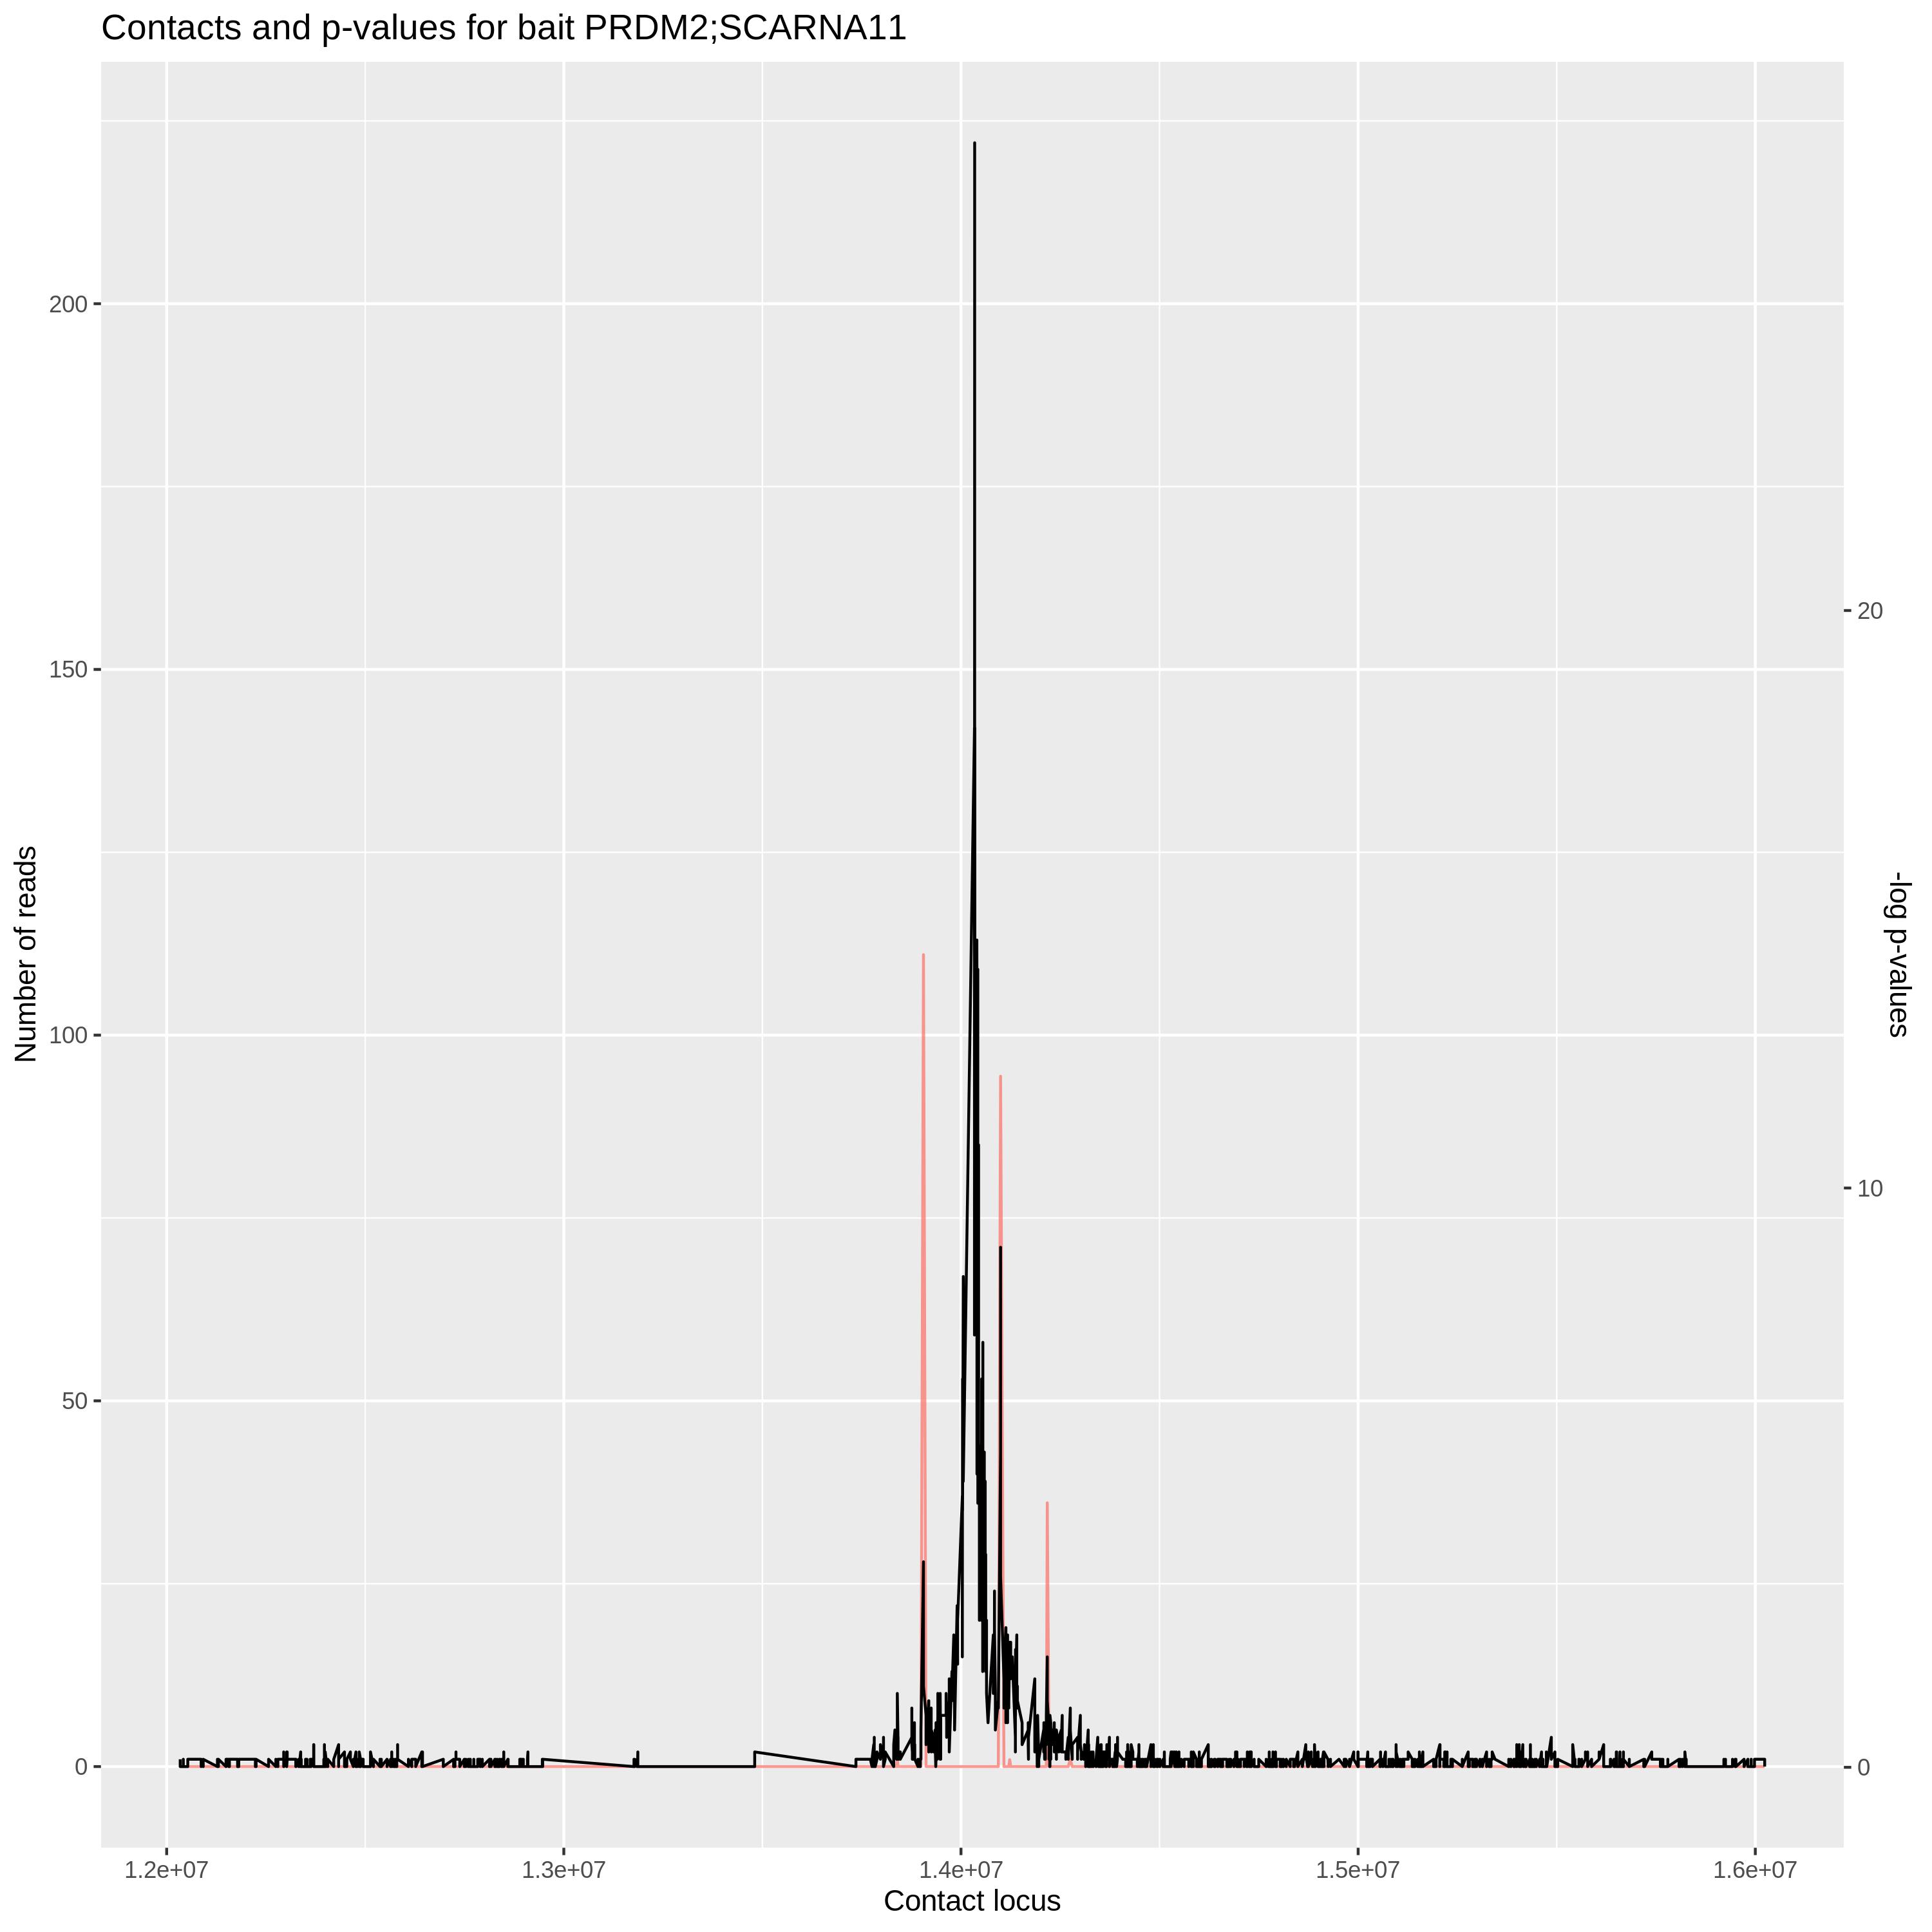 Contacts and p-values for bait PRDM2;SCARNA11
200
150
100
50
0
Number of reads
20
10
0
-log p-values
1.2e+07 1.3e+07 1.4e+07 1.5e+07 1.6e+07
Contact locus